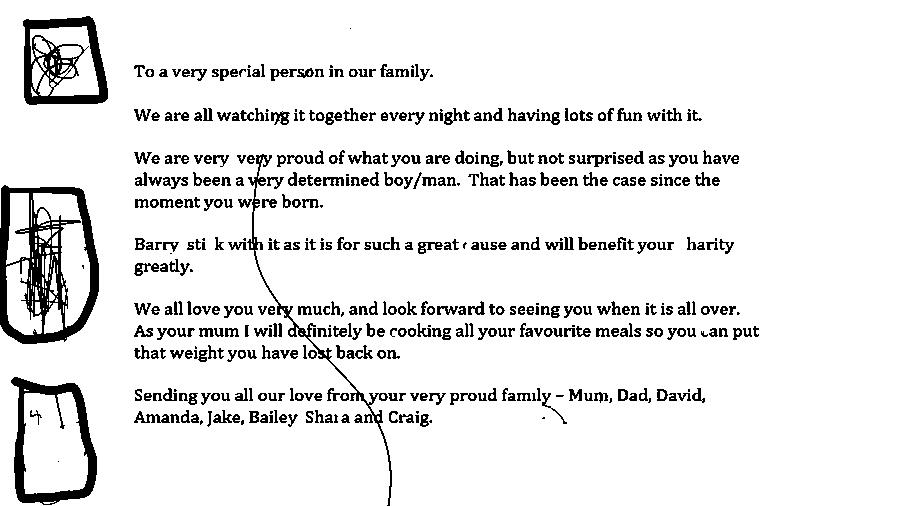 To a very special person in our family.
We are all watching it together every night and having lots of fun with it.
We are very very proud of what you are doing, but not surprised as you have
always been a very determined boy/man. That has been the case since the
moment you were born.
Barry sti k with it as it is for such a great cause and will benefit your harity
greatly.
We all love you very much, and look forward to seeing you when it is all over.
As your mum I will definitely be cooking all your favourite meals so you can put
that weight you have lost back on.
Sending you all our love from your very proud family – Mum, Dad, David,
Amanda, Jake, Bailey Shara and Craig.